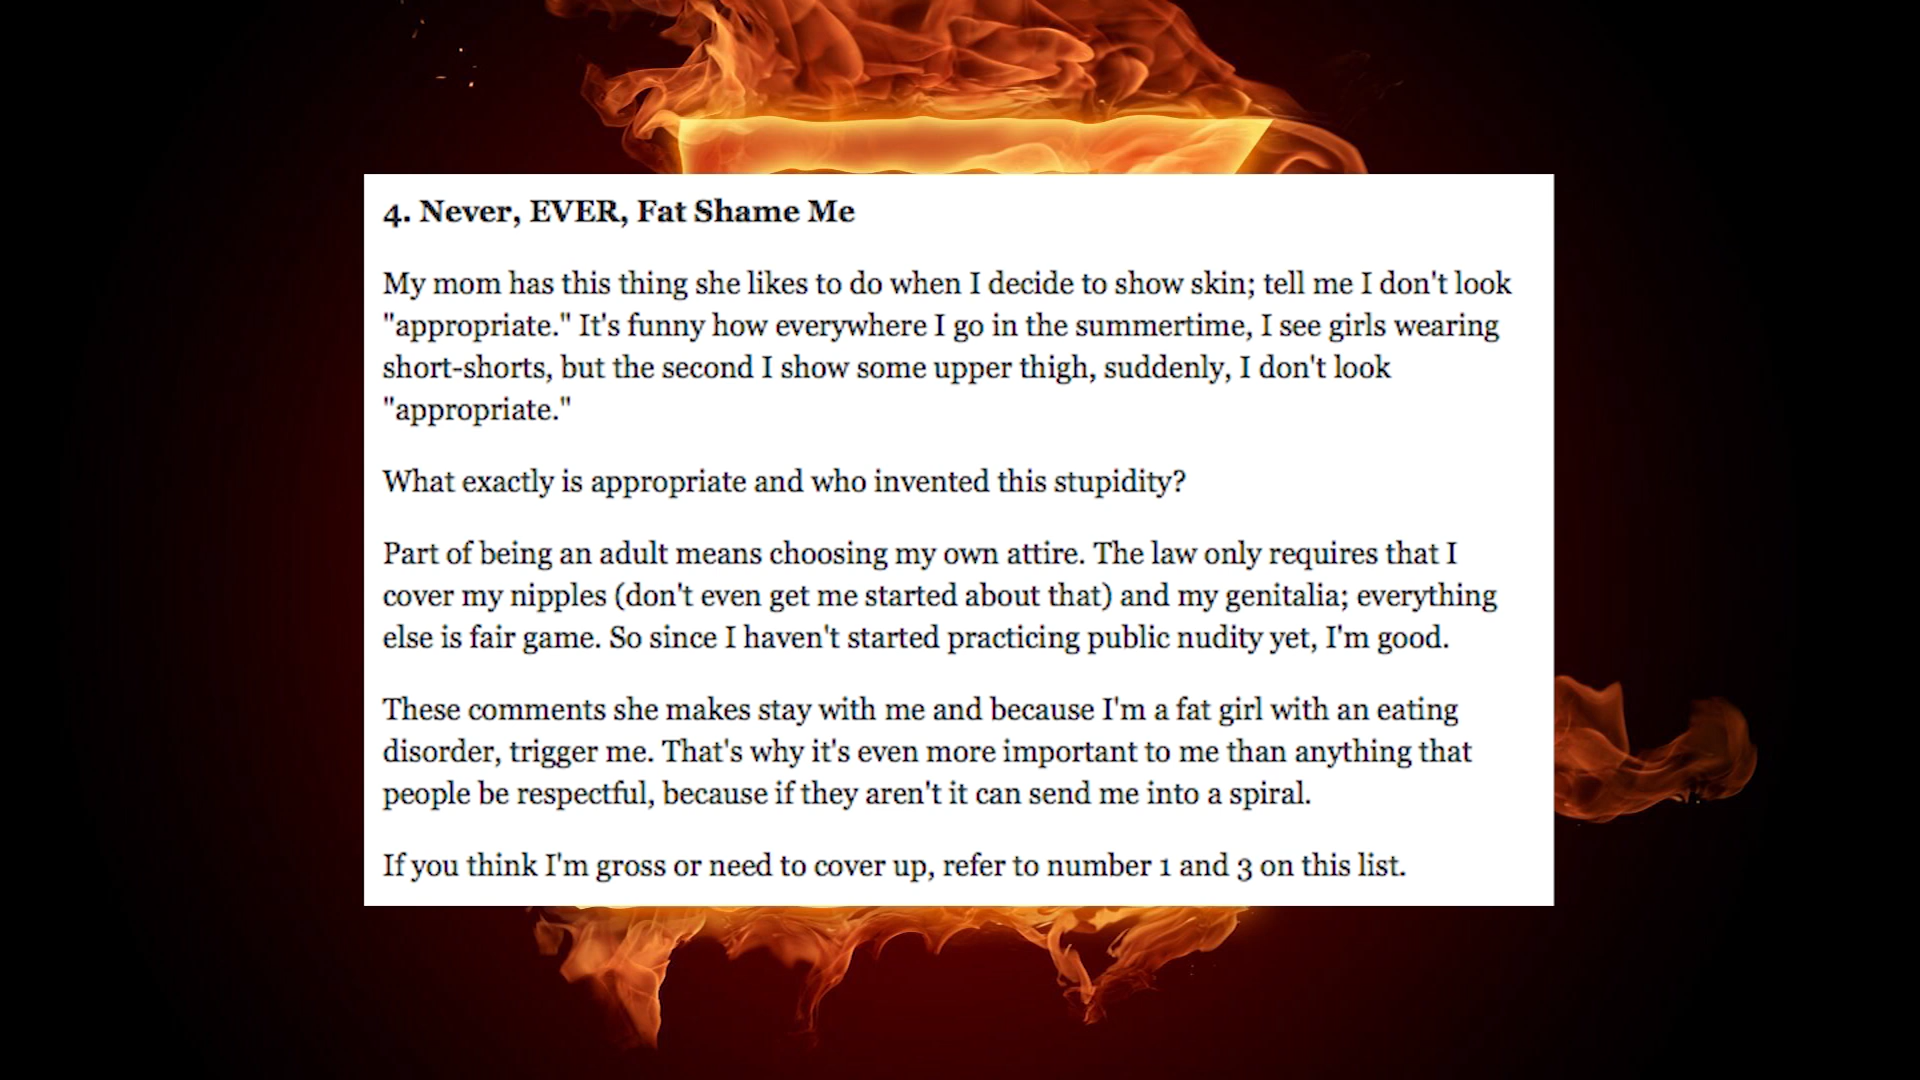 4. Never, EVER, Fat Shame Me
My mom has this thing she likes to do when I decide to show skin; tell me I don't look
"appropriate." It's funny how everywhere I go in the summertime, I see girls wearing
short-shorts, but the second I show some upper thigh, suddenly, I don't look
"appropriate."
What exactly is appropriate and who invented this stupidity?
Part of being an adult means choosing my own attire. The law only requires that I
cover my nipples (don't even get me started about that) and my genitalia; everything
else is fair game. So since I haven't started practicing public nudity yet, I'm good.
These comments she makes stay with me and because I'm a fat girl with an eating
disorder, trigger me. That's why it's even more important to me than anything that
people be respectful, because if they aren't it can send me into a spiral.
If you think I'm gross or need to cover up, refer to number 1 and 3 on this list.